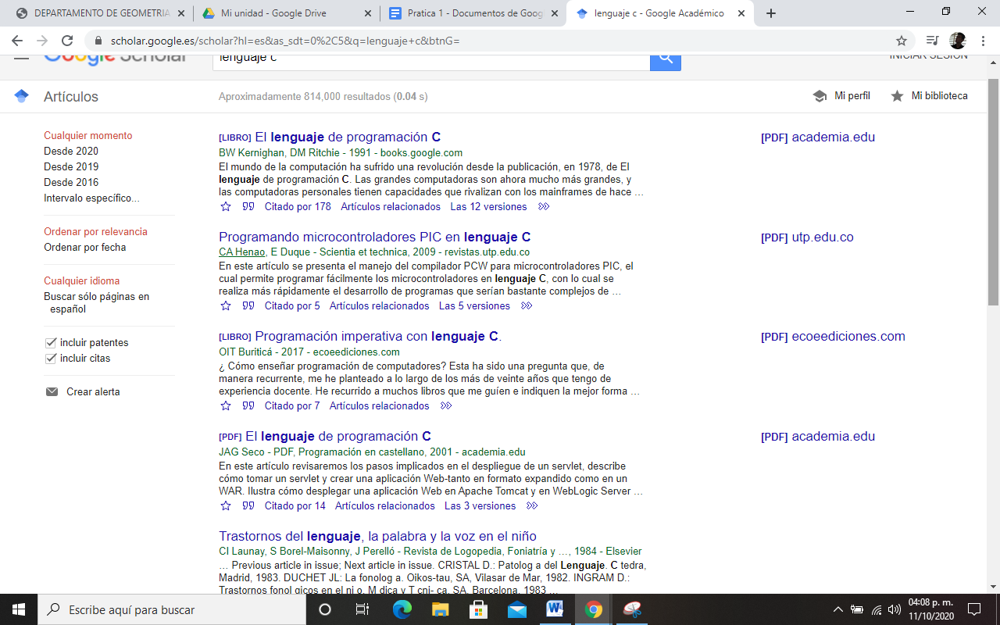 DEPARTAMENTO DE GEOMETRIA
Mi unidad - Google Drive
Pratica 1 - Documentos de Goog
lenguaje c - Google Académico
scholar.google.es/scholar?hl=es&as_sdt=0%2C5&q=lenguaje+c&btnG=
Google Scholar
lenguaje c
INICIAR SESIÓN
Artículos
Aproximadamente 814,000 resultados (0.04 s)
Mi perfil
Mi biblioteca
Cualquier momento
Desde 2020
Desde 2019
Desde 2016
Intervalo específico...
Ordenar por relevancia
Ordenar por fecha
Cualquier idioma
Buscar sólo páginas en
español
incluir patentes
incluir citas
Crear alerta
[LIBRO] El lenguaje de programación C
BW Kernighan, DM Ritchie - 1991 - books.google.com
El mundo de la computación ha sufrido una revolución desde la publicación, en 1978, de El
lenguaje de programación C. Las grandes computadoras son ahora mucho más grandes, y
las computadoras personales tienen capacidades que rivalizan con los mainframes de hace …
Citado por 178 Artículos relacionados Las 12 versiones
[PDF] academia.edu
Programando microcontroladores PIC en lenguaje C
CA Henao, E Duque - Scientia et technica, 2009 - revistas.utp.edu.co
En este artículo se presenta el manejo del compilador PCW para microcontroladores PIC, el
cual permite programar fácilmente los microcontroladores en lenguaje C, con lo cual se
realiza más rápidamente el desarrollo de programas que serían bastante complejos de …
Citado por 5 Artículos relacionados Las 5 versiones
[PDF] utp.edu.co
[LIBRO] Programación imperativa con lenguaje C.
OIT Buriticá - 2017 - ecoeediciones.com
¿ Cómo enseñar programación de computadores? Esta ha sido una pregunta que, de
manera recurrente, me he planteado a lo largo de los más de veinte años que tengo de
experiencia docente. He recurrido a muchos libros que me guíen e indiquen la mejor forma …
Citado por 7 Artículos relacionados
[PDF] ecoeediciones.com
[PDF] El lenguaje de programación C
JAG Seco - PDF, Programación en castellano, 2001 - academia.edu
En este artículo revisaremos los pasos implicados en el despliegue de un servlet, describe
cómo tomar un servlet y crear una aplicación Web-tanto en formato expandido como en un
WAR. Ilustra cómo desplegar una aplicación Web en Apache Tomcat y en WebLogic Server …
Citado por 14 Artículos relacionados Las 3 versiones
[PDF] academia.edu
Trastornos del lenguaje, la palabra y la voz en el niño
CI Launay, S Borel-Maisonny, J Perelló - Revista de Logopedia, Foniatría y …, 1984 - Elsevier
… Previous article in issue; Next article in issue. CRISTAL D.: Patolog a del Lenguaje. C tedra,
Madrid, 1983. DUCHET JL: La fonolog a. Oikos-tau, SA, Vilasar de Mar, 1982. INGRAM D.:
Trastornos fonol gicos en el ni o. M dica y T cni- ca, SA, Barcelona, 1983 …
Escribe aquí para buscar
04:08 p. m.
11/10/2020